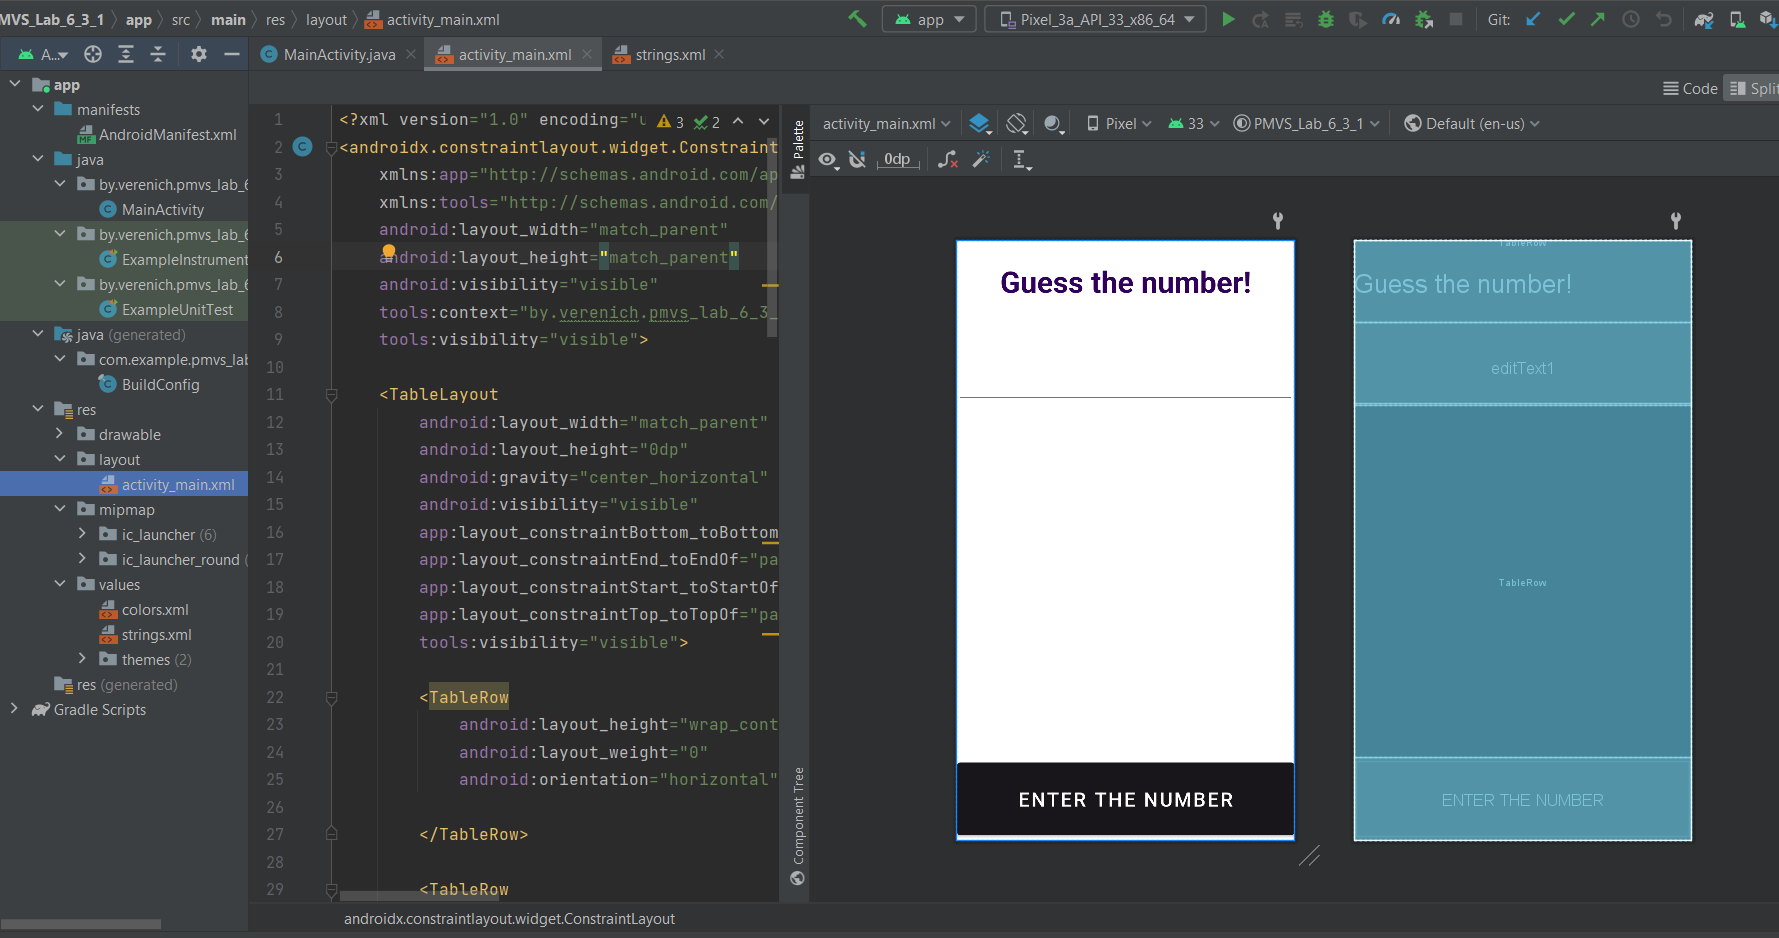 MVS_Lab_6_3_1 app src main res layout activity_main.xml
app Pixel_3a_API_33_x86_64 Git:
A... MainActivity.java activity_main.xml strings.xml
Code Split
app
manifests
AndroidManifest.xml
java
by.verenich.pmvs_lab_6
MainActivity
by.verenich.pmvs_lab_6
ExampleInstrument
by.verenich.pmvs_lab_6
ExampleUnitTest
java (generated)
com.example.pmvs_lab
BuildConfig
res
drawable
layout
activity_main.xml
mipmap
ic_launcher (6)
ic_launcher_round (
values
colors.xml
strings.xml
themes (2)
res (generated)
Gradle Scripts
1 <?xml version="1.0" encoding="u 3 2
2 <androidx.constraintlayout.widget.Constraint
3 xmlns:app="http://schemas.android.com/ap
4 xmlns:tools="http://schemas.android.com/
5 android:layout_width="match_parent"
6 android:layout_height="match_parent"
7 android:visibility="visible"
8 tools:context="by.verenich.pmvs_lab_6_3_
9 tools:visibility="visible">
10
11 <TableLayout
12 android:layout_width="match_parent"
13 android:layout_height="0dp"
14 android:gravity="center_horizontal"
15 android:visibility="visible"
16 app:layout_constraintBottom_toBottom
17 app:layout_constraintEnd_toEndOf="pa
18 app:layout_constraintStart_toStartOf
19 app:layout_constraintTop_toTopOf="pa
20 tools:visibility="visible">
21
22 <TableRow
23 android:layout_height="wrap_cont
24 android:layout_weight="0"
25 android:orientation="horizontal"
26
27 </TableRow>
28
29 <TableRow
Palette
Component Tree
activity_main.xml Pixel 33 PMVS_Lab_6_3_1 Default (en-us)
0dp
Guess the number!
ENTER THE NUMBER
TableRow
Guess the number!
editText1
TableRow
ENTER THE NUMBER
androidx.constraintlayout.widget.ConstraintLayout